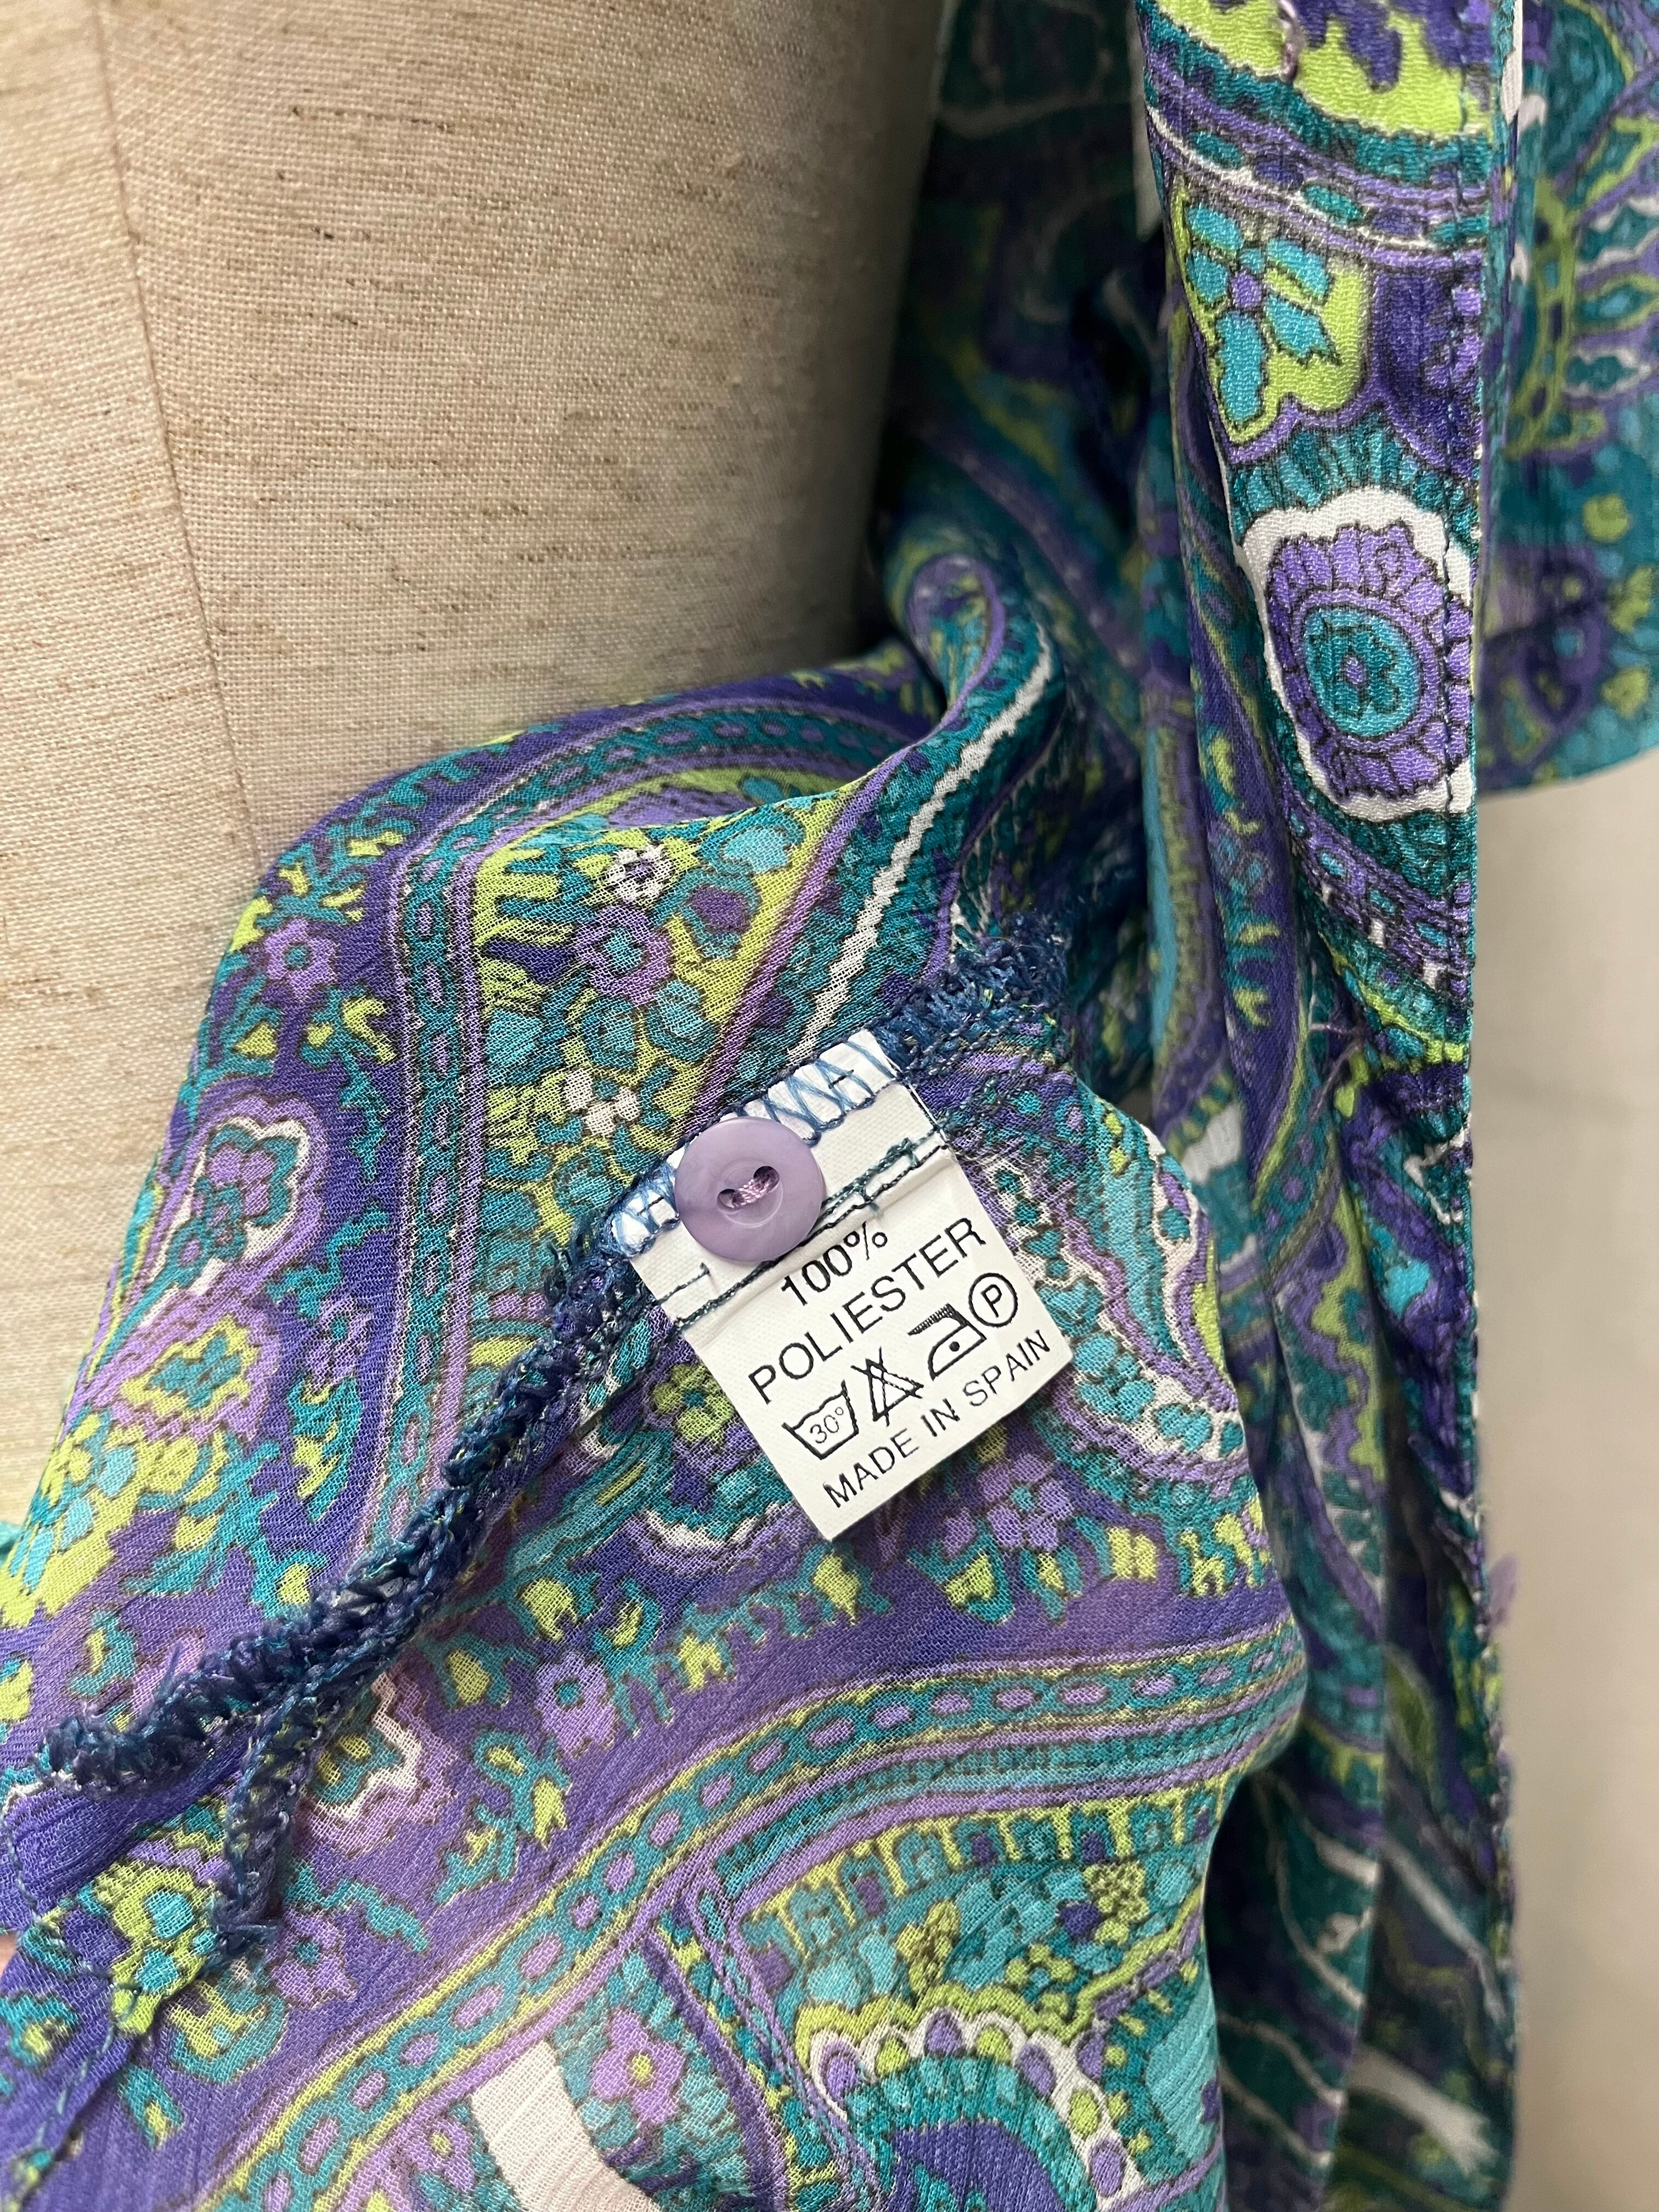 100%
POLIESTER
30° P
MADE IN SPAIN